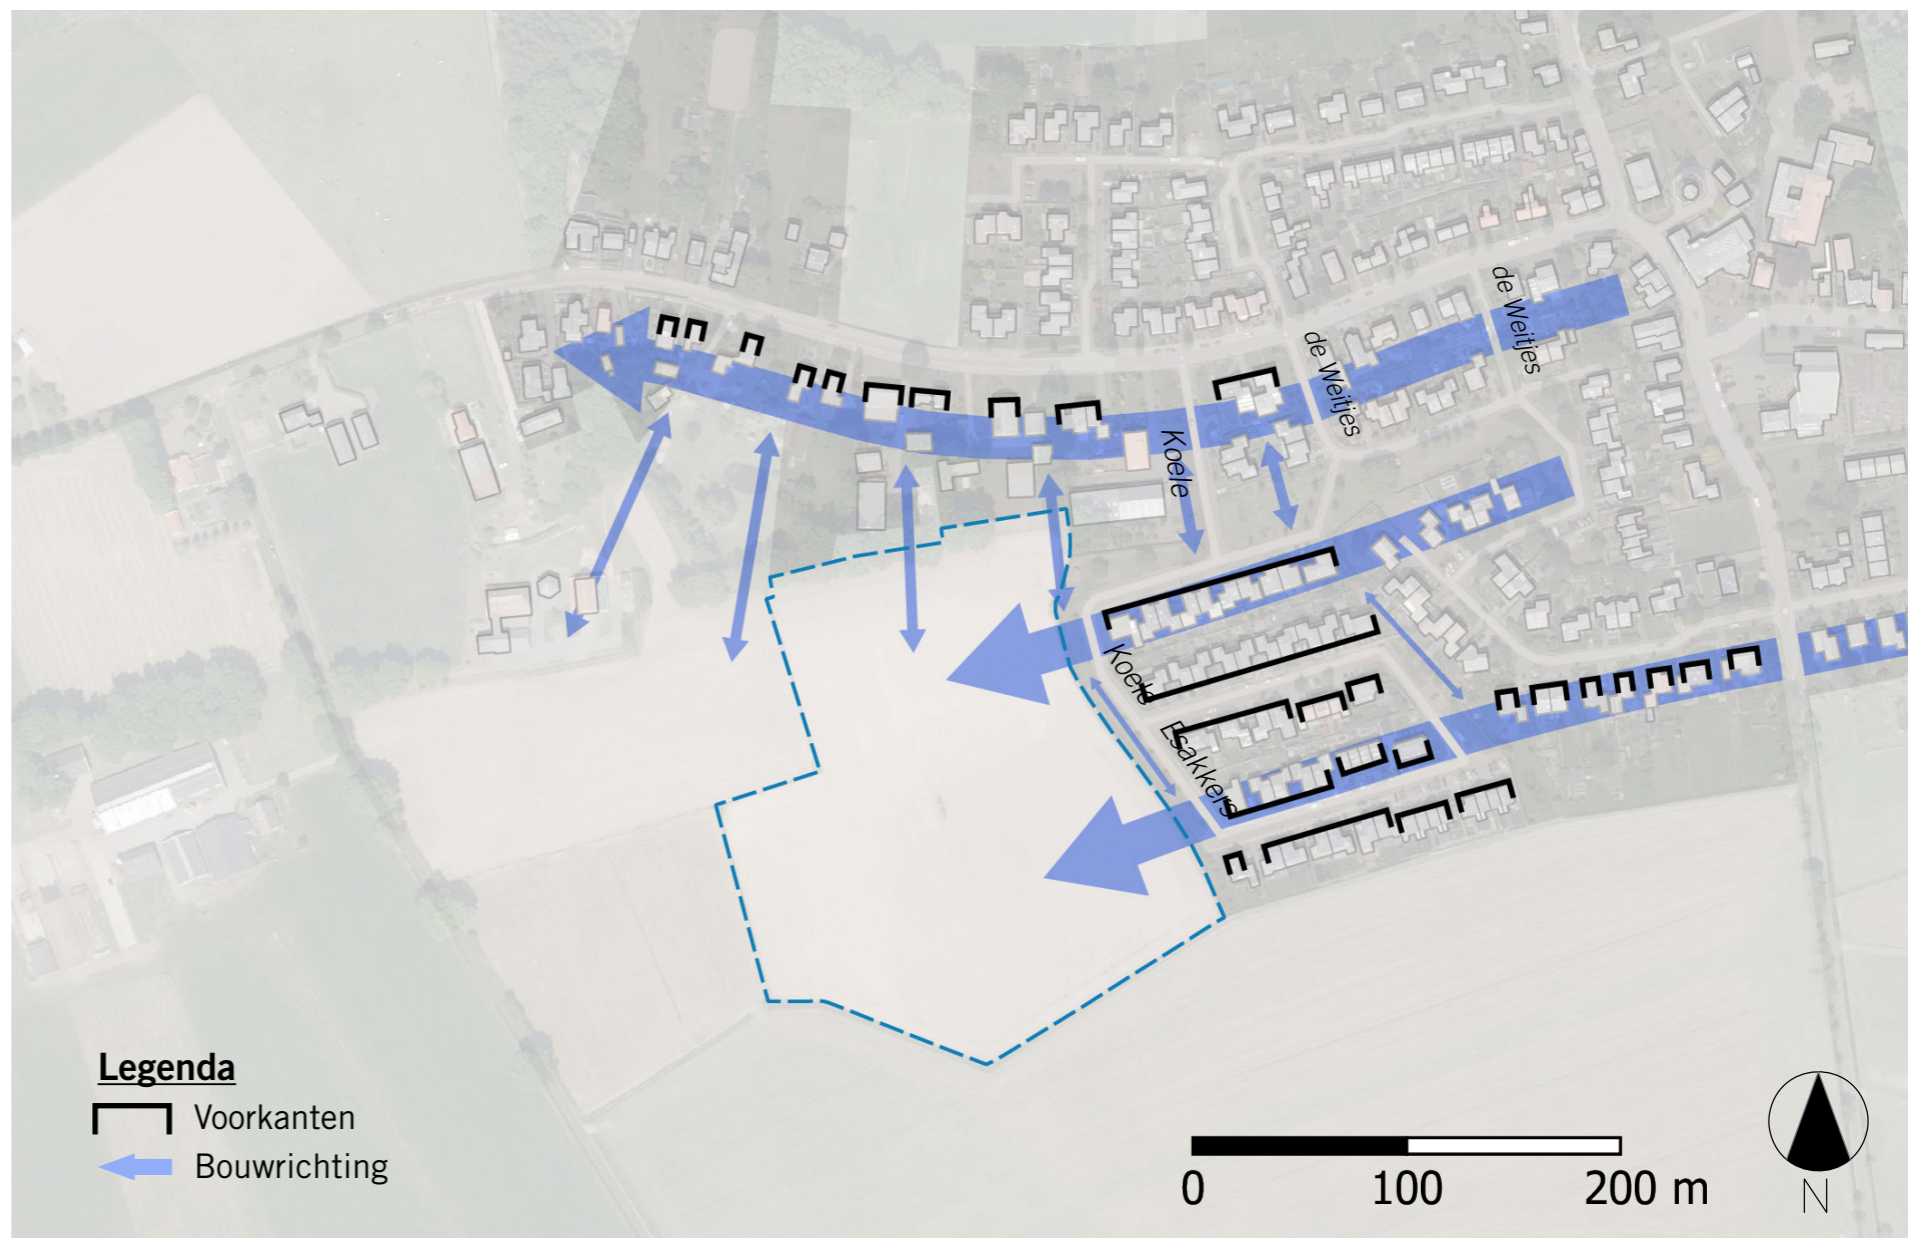 de Weitjes
de Weitjes
Koele
Koele
Esakkers
Legenda
Voorkanten
Bouwrichting
0 100 200 m
N